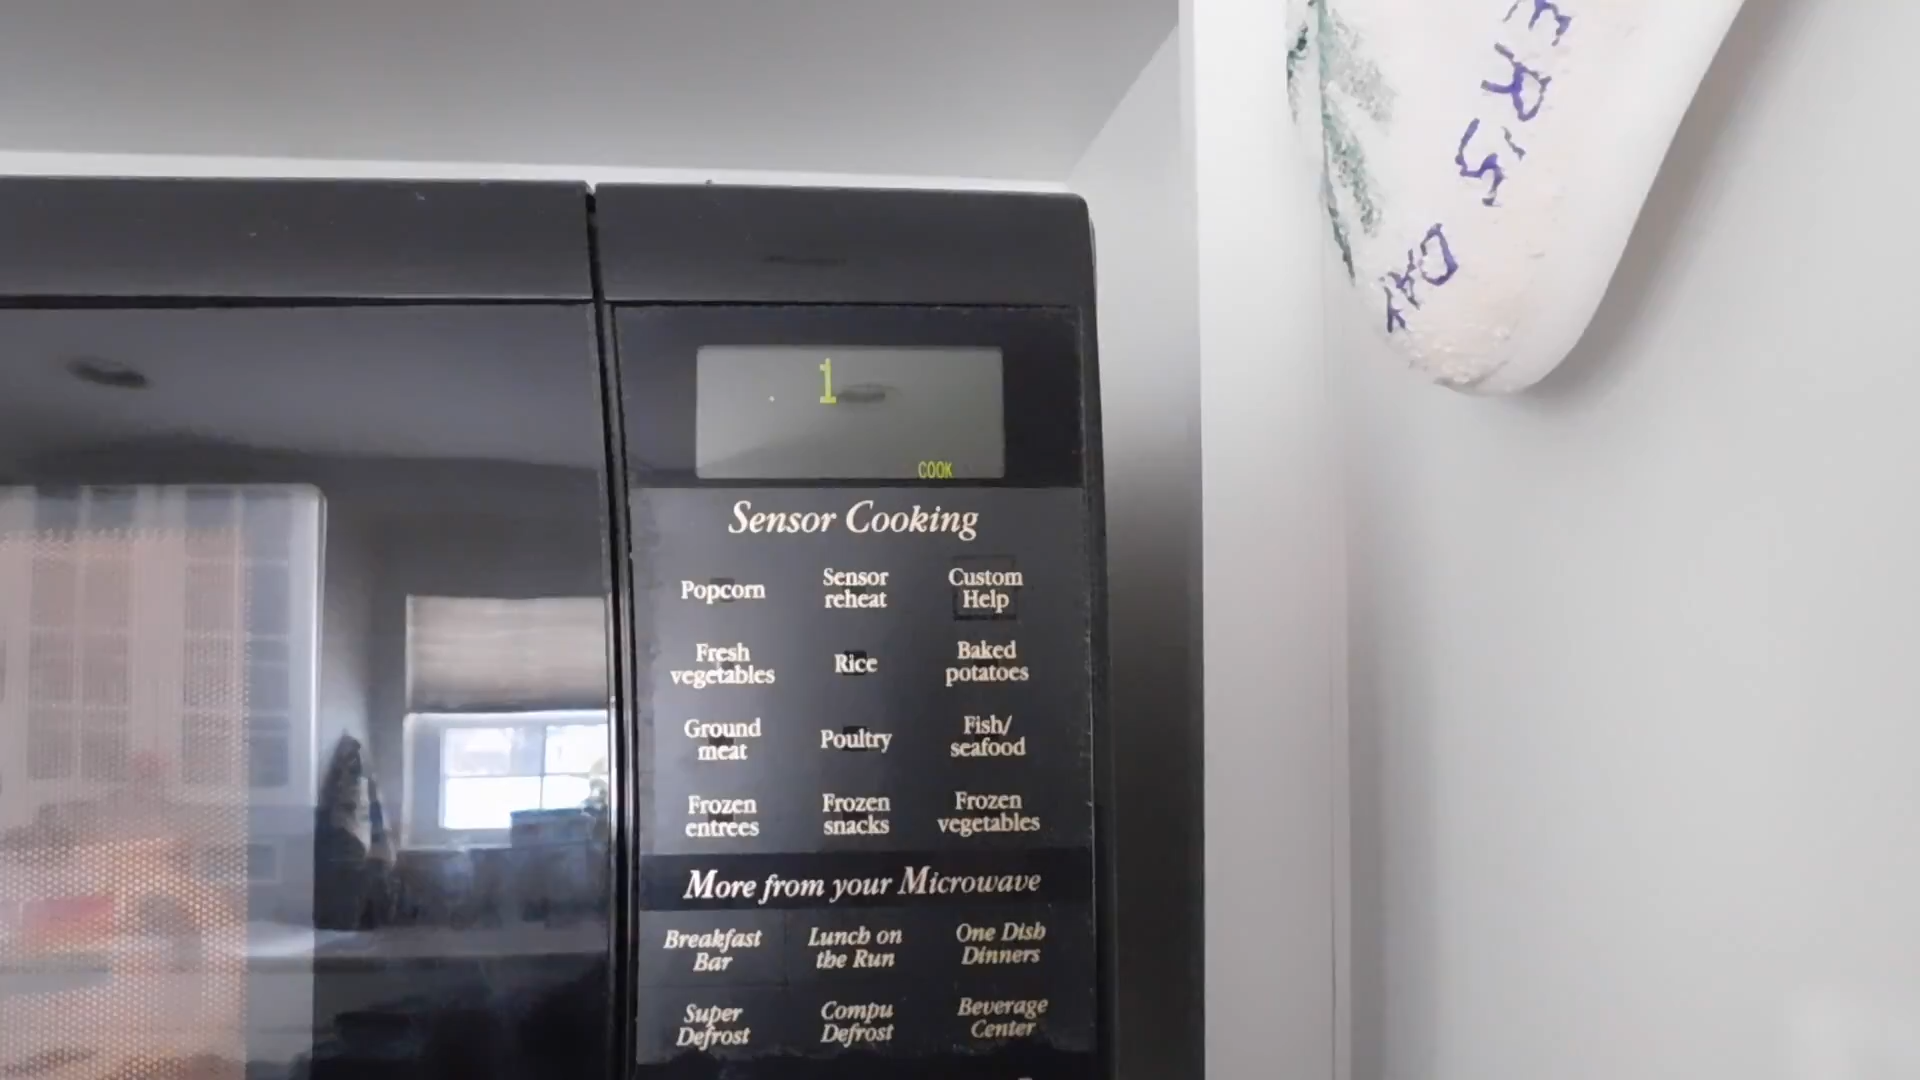 1
COOK
Sensor Cooking
Popcorn
Sensor
reheat
Custom
Help
Fresh
vegetables
Rice
Baked
potatoes
Ground
meat
Poultry
Fish/
seafood
Frozen
entrees
Frozen
snacks
Frozen
vegetables
More from your Microwave
Breakfast
Bar
Lunch on
the Run
One Dish
Dinners
Super
Defrost
Compu
Defrost
Beverage
Center
ER'S
DAY